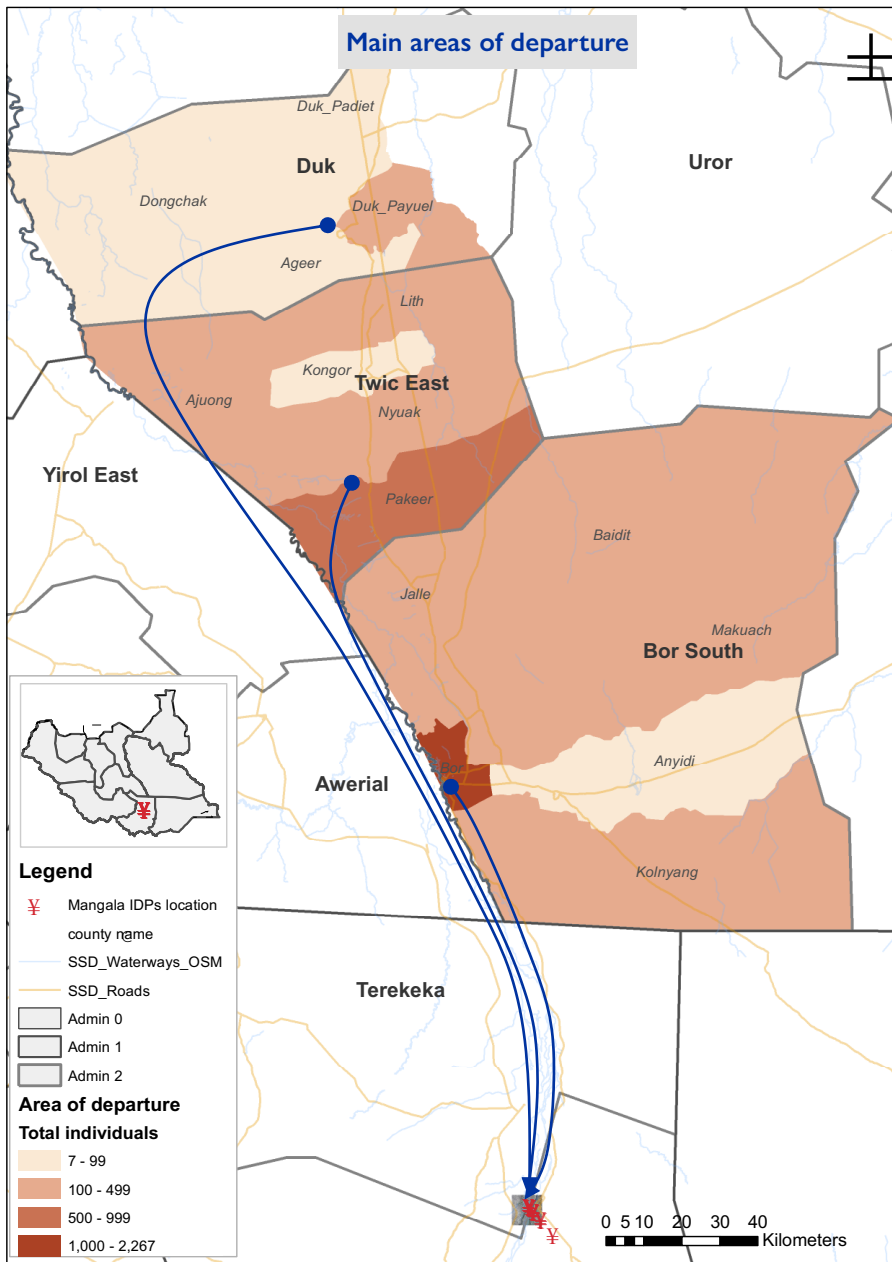 Main areas of departure
Duk_Padiet
Duk
Uror
Dongchak
Duk_Payuel
Ageer
Lith
Kongor
Twic East
Ajuong
Nyuak
Yirol East
Pakeer
Baidit
Jalle
Makuach
Bor South
Anyidi
Bor
Awerial
Kolnyang
Terekeka
¥
Legend
¥ Mangala IDPs location
county name
SSD_Waterways_OSM
SSD_Roads
Admin 0
Admin 1
Admin 2
Area of departure
Total individuals
7 - 99
100 - 499
500 - 999
1,000 - 2,267
¥
¥
0 5 10 20 30 40
Kilometers